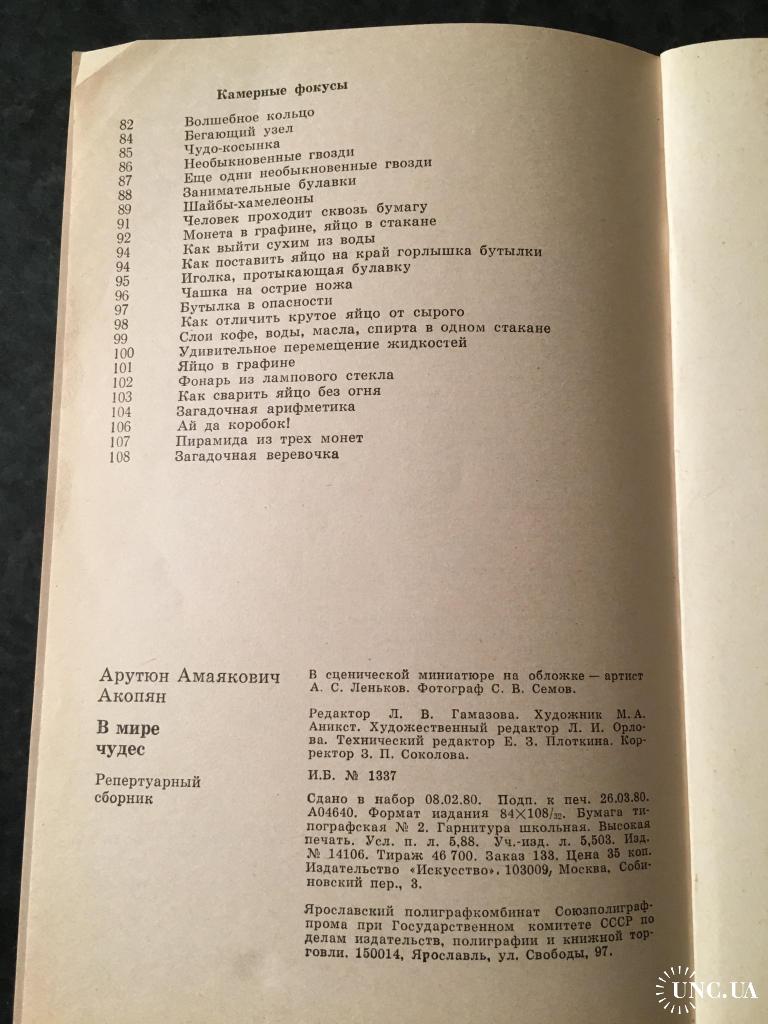 Камерные фокусы
82 Волшебное кольцо
84 Бегающий узел
85 Чудо-косынка
86 Необыкновенные гвозди
87 Еще одни необыкновенные гвозди
88 Занимательные булавки
89 Шайбы-хамелеоны
91 Человек проходит сквозь бумагу
92 Монета в графине, яйцо в стакане
94 Как выйти сухим из воды
94 Как поставить яйцо на край горлышка бутылки
95 Иголка, протыкающая булавку
96 Чашка на острие ножа
97 Бутылка в опасности
98 Как отличить крутое яйцо от сырого
99 Слои кофе, воды, масла, спирта в одном стакане
100 Удивительное перемещение жидкостей
101 Яйцо в графине
102 Фонарь из лампового стекла
103 Как сварить яйцо без огня
104 Загадочная арифметика
106 Ай да коробок!
107 Пирамида из трех монет
108 Загадочная веревочка
Арутюн Амаякович
Акопян
В мире
чудес
Репертуарный
сборник
В сценической миниатюре на обложке — артист
А. С. Леньков. Фотограф С. В. Семов.
Редактор Л. В. Гамазова. Художник М. А.
Аникст. Художественный редактор Л. И. Орло-
ва. Технический редактор Е. З. Плоткина. Кор-
ректор З. П. Соколова.
И.Б. № 1337
Сдано в набор 08.02.80. Подп. к печ. 26.03.80.
А04640. Формат издания 84×108/32. Бумага ти-
пографская № 2. Гарнитура школьная. Высокая
печать. Усл. п. л. 5,88. Уч.-изд. л. 5,503. Изд.
№ 14106. Тираж 46 700. Заказ 133. Цена 35 коп.
Издательство «Искусство». 103009, Москва, Соби-
новский пер., 3.
Ярославский полиграфкомбинат Союзполиграф-
прома при Государственном комитете СССР по
делам издательств, полиграфии и книжной тор-
говли. 150014, Ярославль, ул. Свободы, 97.
UNC.UA